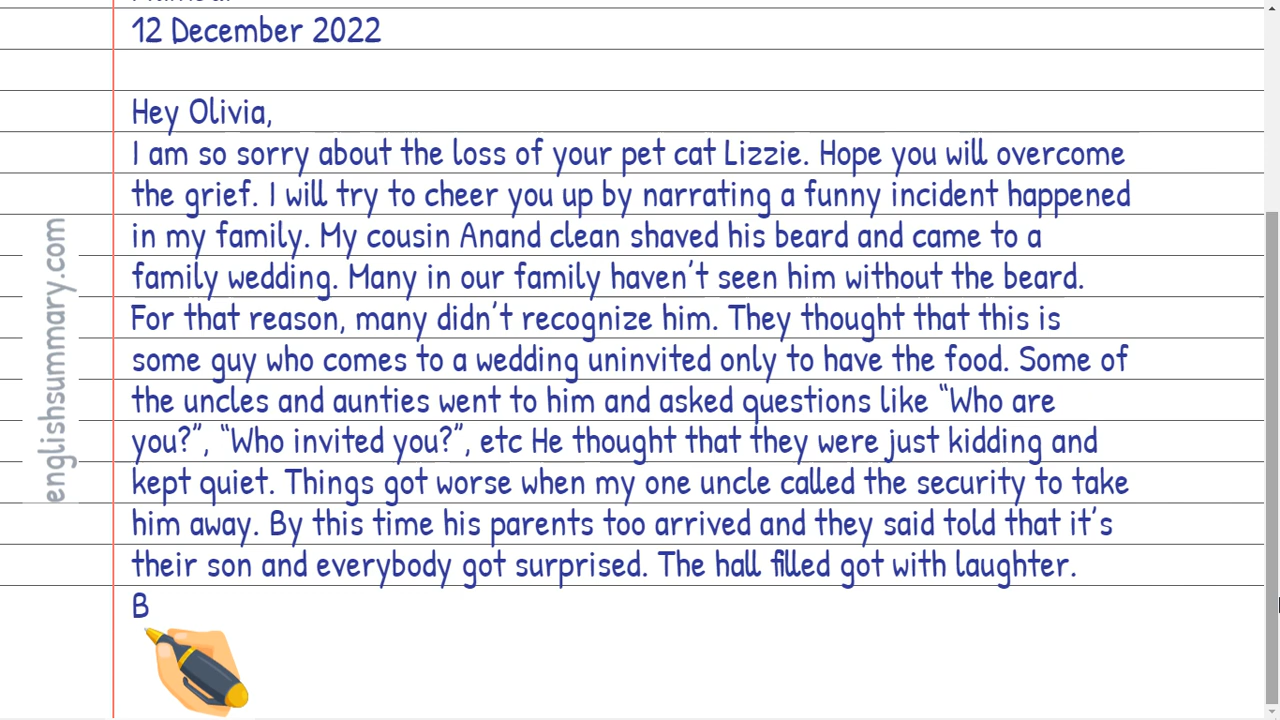 12 December 2022
Hey Olivia,
I am so sorry about the loss of your pet cat Lizzie. Hope you will overcome
the grief. I will try to cheer you up by narrating a funny incident happened
in my family. My cousin Anand clean shaved his beard and came to a
family wedding. Many in our family haven't seen him without the beard.
For that reason, many didn't recognize him. They thought that this is
some guy who comes to a wedding uninvited only to have the food. Some of
the uncles and aunties went to him and asked questions like “Who are
you?”, “Who invited you?”, etc He thought that they were just kidding and
kept quiet. Things got worse when my one uncle called the security to take
him away. By this time his parents too arrived and they said told that it's
their son and everybody got surprised. The hall filled got with laughter.
B
englishsummary.com